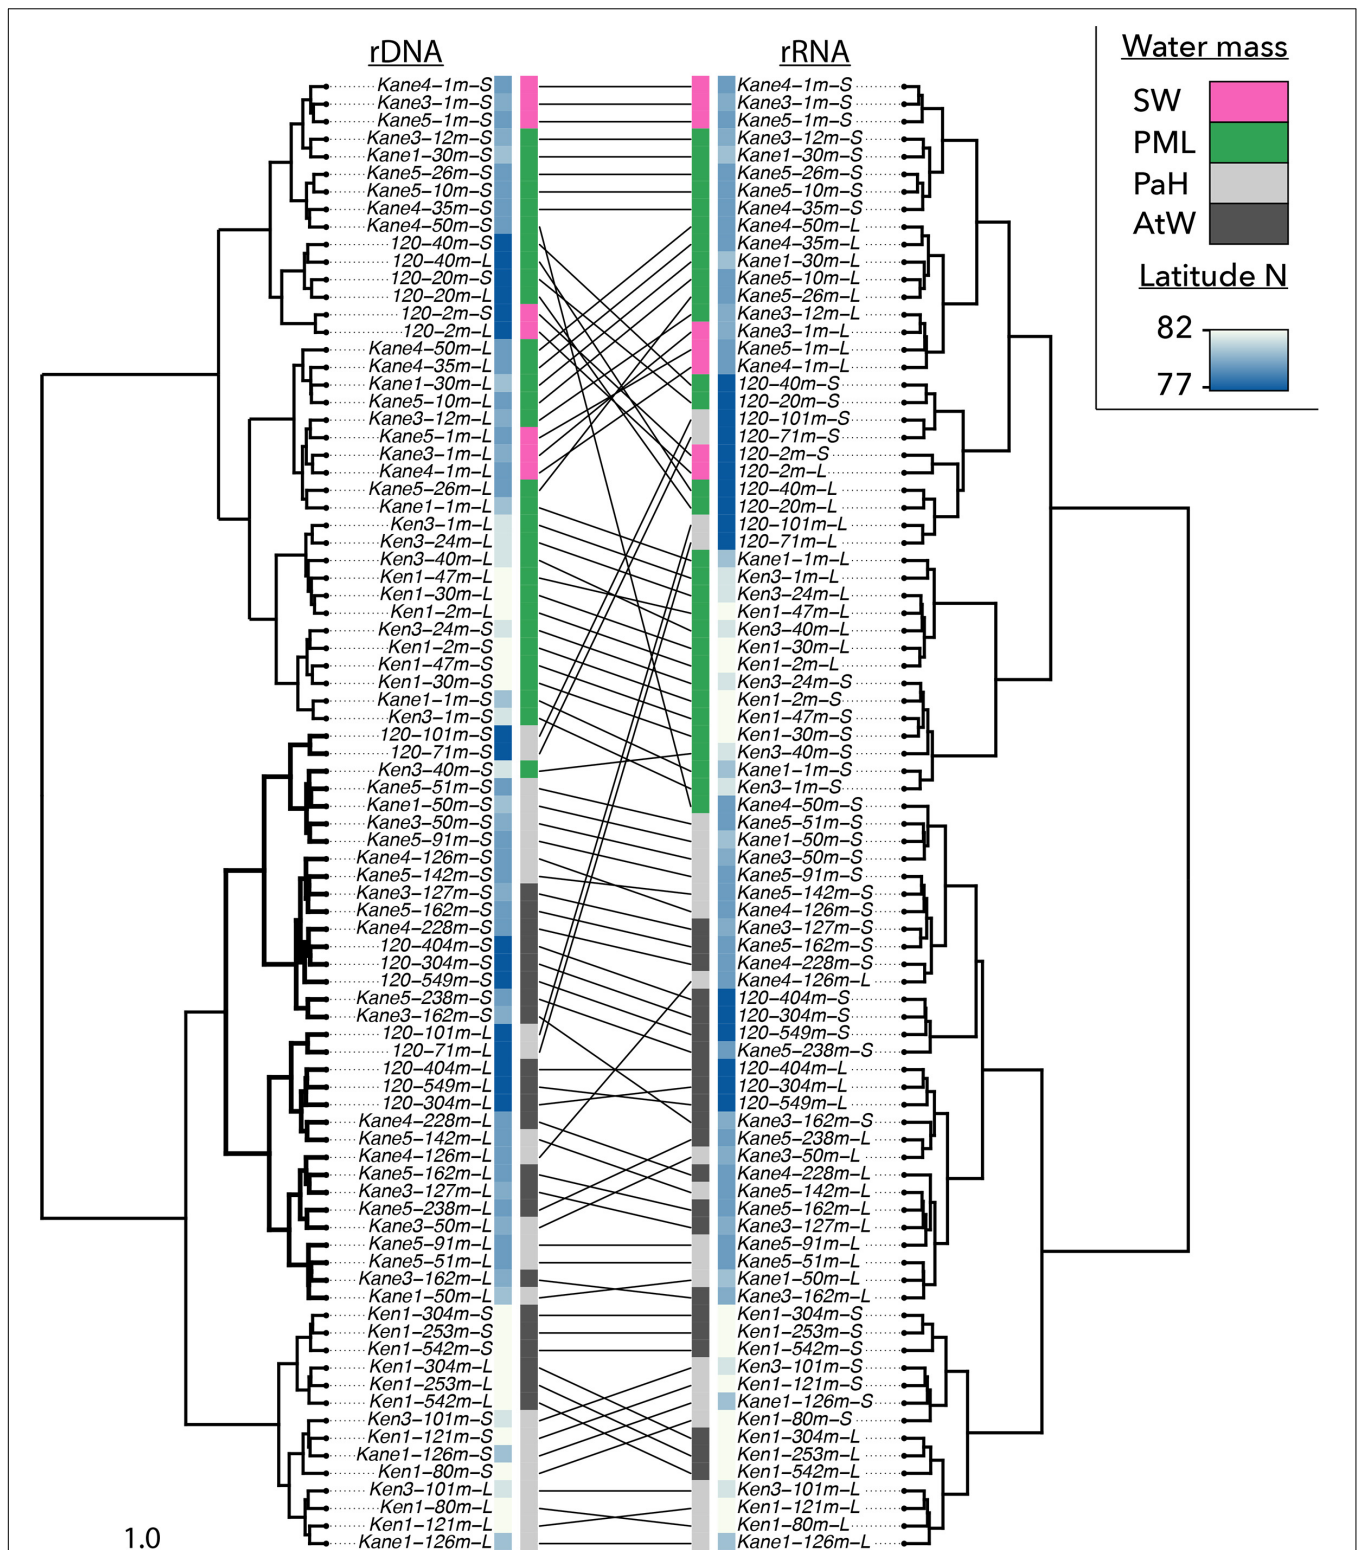 rDNA
rRNA
Water mass
SW
PML
PaH
AtW
Latitude N
82
77
Kane4–1m–S
Kane3–1m–S
Kane5–1m–S
Kane3–12m–S
Kane1–30m–S
Kane5–26m–S
Kane5–10m–S
Kane4–35m–S
Kane4–50m–S
120–40m–S
120–40m–L
120–20m–S
120–20m–L
120–2m–S
120–2m–L
Kane4–50m–L
Kane4–35m–L
Kane1–30m–L
Kane5–10m–L
Kane3–12m–L
Kane5–1m–L
Kane3–1m–L
Kane4–1m–L
Kane5–26m–L
Kane1–1m–L
Ken3–1m–L
Ken3–24m–L
Ken3–40m–L
Ken1–47m–L
Ken1–30m–L
Ken1–2m–L
Ken3–24m–S
Ken1–2m–S
Ken1–47m–S
Ken1–30m–S
Kane1–1m–S
Ken3–1m–S
120–101m–S
120–71m–S
Ken3–40m–S
Kane5–51m–S
Kane1–50m–S
Kane3–50m–S
Kane5–91m–S
Kane4–126m–S
Kane5–142m–S
Kane3–127m–S
Kane5–162m–S
Kane4–228m–S
120–404m–S
120–304m–S
120–549m–S
Kane5–238m–S
Kane3–162m–S
120–101m–L
120–71m–L
120–404m–L
120–549m–L
120–304m–L
Kane4–228m–L
Kane5–142m–L
Kane4–126m–L
Kane5–162m–L
Kane3–127m–L
Kane5–238m–L
Kane3–50m–L
Kane5–91m–L
Kane5–51m–L
Kane3–162m–L
Kane1–50m–L
Ken1–304m–S
Ken1–253m–S
Ken1–542m–S
Ken1–304m–L
Ken1–253m–L
Ken1–542m–L
Ken3–101m–S
Ken1–121m–S
Kane1–126m–S
Ken1–80m–S
Ken3–101m–L
Ken1–80m–L
Ken1–121m–L
Kane1–126m–L
Kane4–1m–S
Kane3–1m–S
Kane5–1m–S
Kane3–12m–S
Kane1–30m–S
Kane5–26m–S
Kane5–10m–S
Kane4–35m–S
Kane4–50m–L
Kane4–35m–L
Kane1–30m–L
Kane5–10m–L
Kane5–26m–L
Kane3–12m–L
Kane3–1m–L
Kane5–1m–L
Kane4–1m–L
120–40m–S
120–20m–S
120–101m–S
120–71m–S
120–2m–S
120–2m–L
120–40m–L
120–20m–L
120–101m–L
120–71m–L
Kane1–1m–L
Ken3–1m–L
Ken3–24m–L
Ken1–47m–L
Ken3–40m–L
Ken1–30m–L
Ken1–2m–L
Ken3–24m–S
Ken1–2m–S
Ken1–47m–S
Ken1–30m–S
Ken3–40m–S
Kane1–1m–S
Ken3–1m–S
Kane4–50m–S
Kane5–51m–S
Kane1–50m–S
Kane3–50m–S
Kane5–91m–S
Kane5–142m–S
Kane4–126m–S
Kane3–127m–S
Kane5–162m–S
Kane4–228m–S
Kane4–126m–L
120–404m–S
120–304m–S
120–549m–S
Kane5–238m–S
120–404m–L
120–304m–L
120–549m–L
Kane3–162m–S
Kane5–238m–L
Kane3–50m–L
Kane4–228m–L
Kane5–142m–L
Kane5–162m–L
Kane3–127m–L
Kane5–91m–L
Kane5–51m–L
Kane1–50m–L
Kane3–162m–L
Ken1–304m–S
Ken1–253m–S
Ken1–542m–S
Ken3–101m–S
Ken1–121m–S
Kane1–126m–S
Ken1–80m–S
Ken1–304m–L
Ken1–253m–L
Ken1–542m–L
Ken3–101m–L
Ken1–121m–L
Ken1–80m–L
Kane1–126m–L
1.0